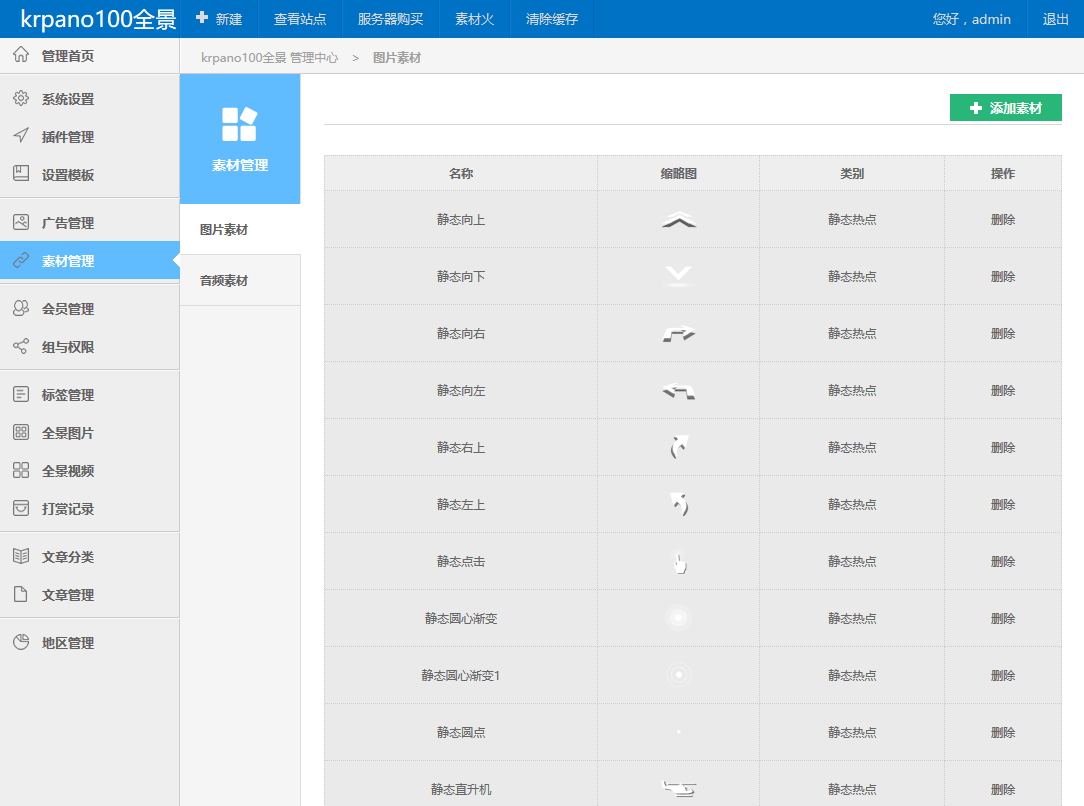 krpano100全景 新建 查看站点 服务器购买 素材火 清除缓存 您好，admin 退出
管理首页
系统设置
插件管理
设置模板
广告管理
素材管理
会员管理
组与权限
标签管理
全景图片
全景视频
打赏记录
文章分类
文章管理
地区管理
krpano100全景 管理中心 > 图片素材
素材管理
图片素材
音频素材
添加素材
名称 缩略图 类别 操作
静态向上 静态热点 删除
静态向下 静态热点 删除
静态向右 静态热点 删除
静态向左 静态热点 删除
静态右上 静态热点 删除
静态左上 静态热点 删除
静态点击 静态热点 删除
静态圆心渐变 静态热点 删除
静态圆心渐变1 静态热点 删除
静态圆点 静态热点 删除
静态直升机 静态热点 删除